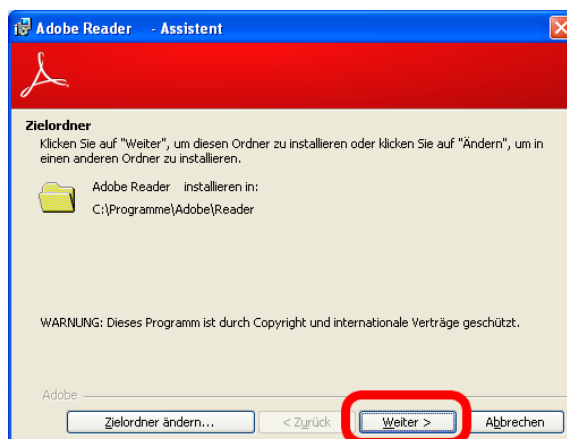 Adobe Reader - Assistent
Zielordner
Klicken Sie auf "Weiter", um diesen Ordner zu installieren oder klicken Sie auf "Ändern", um in
einen anderen Ordner zu installieren.
Adobe Reader installieren in:
C:\Programme\Adobe\Reader
WARNUNG: Dieses Programm ist durch Copyright und internationale Verträge geschützt.
Adobe
Zielordner ändern... < Zurück Weiter > Abbrechen